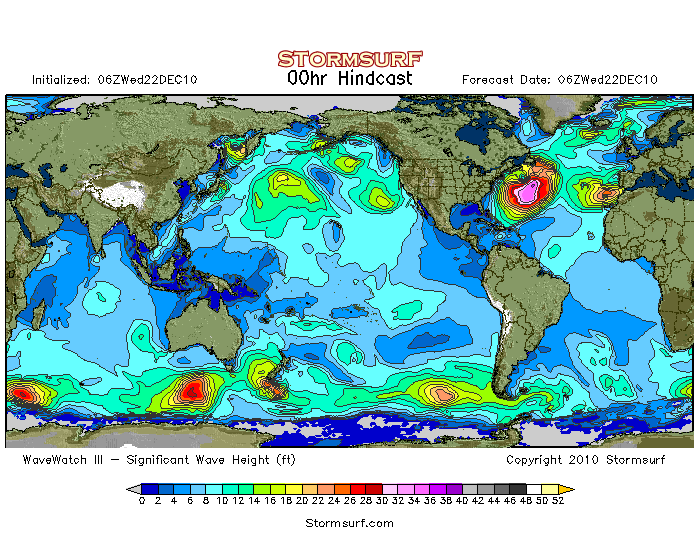 STORMSURF
Initialized: 06ZWed22DEC10 00hr Hindcast Forecast Date: 06ZWed22DEC10
WaveWatch III – Significant Wave Height (ft) Copyright 2010 Stormsurf
0 2 4 6 8 10 12 14 16 18 20 22 24 26 28 30 32 34 36 38 40 42 44 46 48 50 52
Stormsurf.com